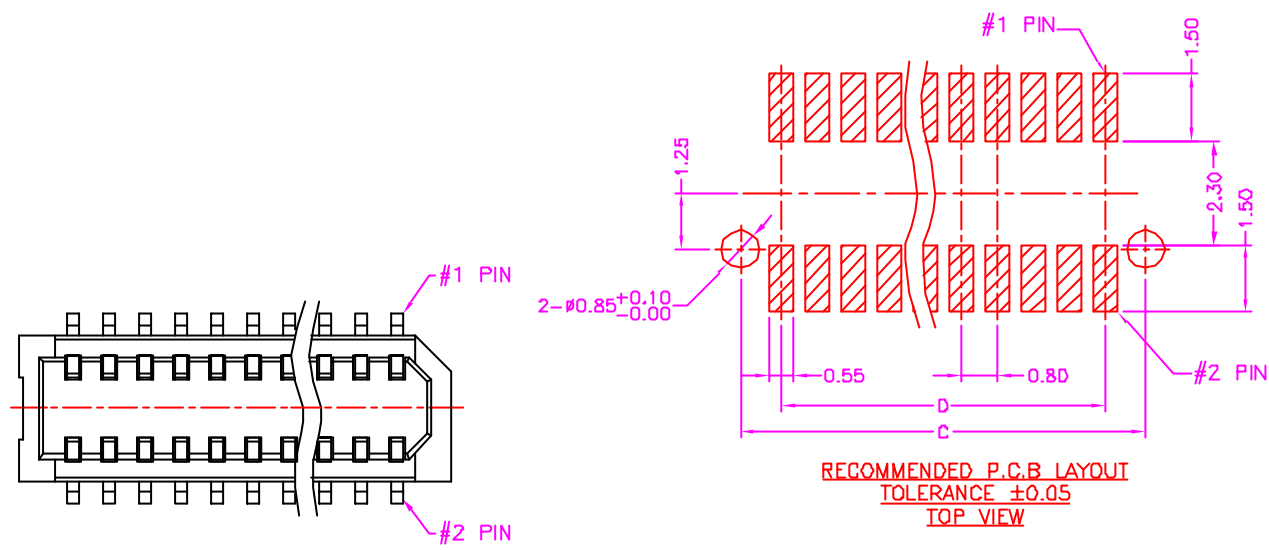 #1 PIN
1.50
1.25
2.30
1.50
2-ø0.85+0.10
-0.00
0.55
0.80
#2 PIN
D
C
RECOMMENDED P.C.B LAYOUT
TOLERANCE ±0.05
TOP VIEW
#1 PIN
#2 PIN